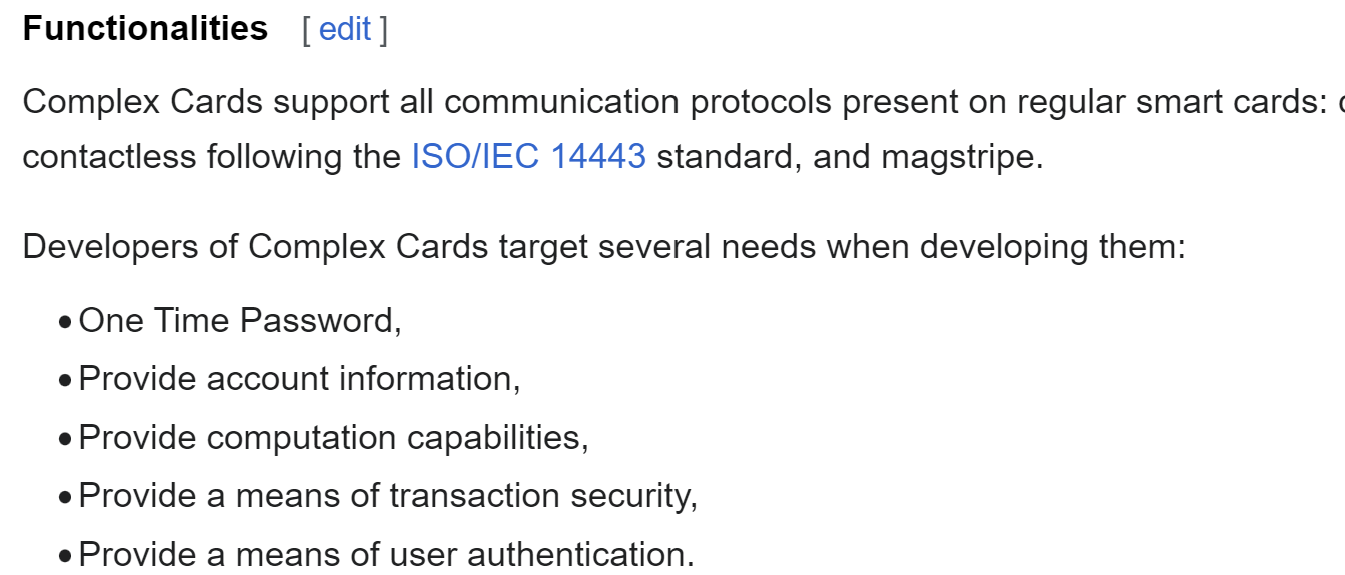 Functionalities [ edit ]
Complex Cards support all communication protocols present on regular smart cards:
contactless following the ISO/IEC 14443 standard, and magstripe.
Developers of Complex Cards target several needs when developing them:
• One Time Password,
• Provide account information,
• Provide computation capabilities,
• Provide a means of transaction security,
• Provide a means of user authentication.